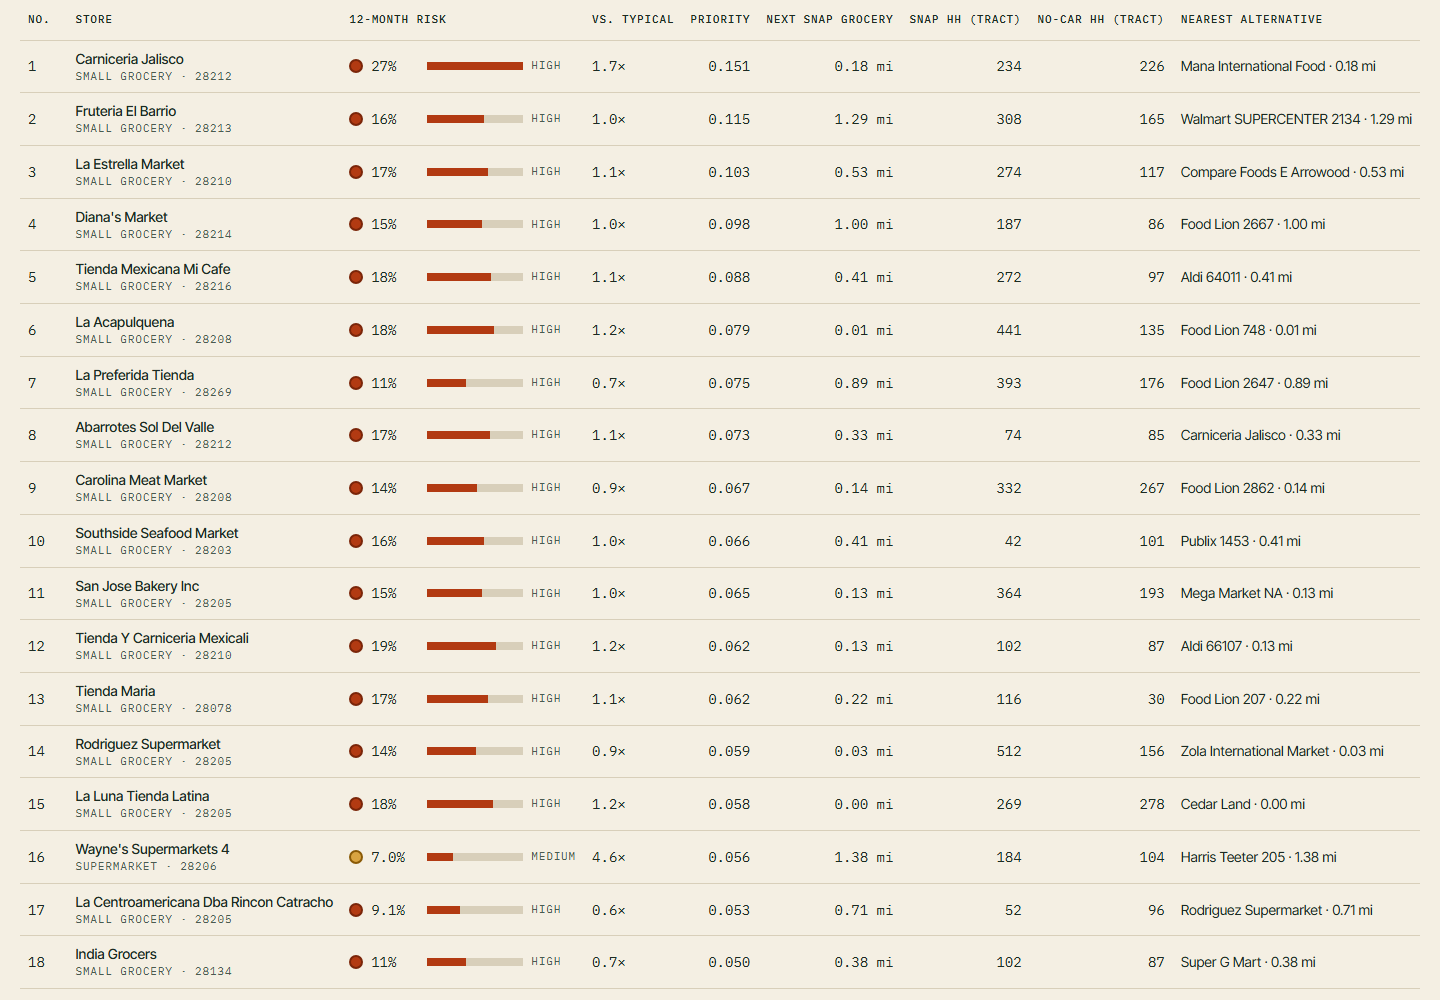 NO. STORE 12-MONTH RISK VS. TYPICAL PRIORITY NEXT SNAP GROCERY SNAP HH (TRACT) NO-CAR HH (TRACT) NEAREST ALTERNATIVE
1 Carniceria Jalisco 27% HIGH 1.7× 0.151 0.18 mi 234 226 Mana International Food · 0.18 mi
SMALL GROCERY · 28212
2 Fruteria El Barrio 16% HIGH 1.0× 0.115 1.29 mi 308 165 Walmart SUPERCENTER 2134 · 1.29 mi
SMALL GROCERY · 28213
3 La Estrella Market 17% HIGH 1.1× 0.103 0.53 mi 274 117 Compare Foods E Arrowood · 0.53 mi
SMALL GROCERY · 28210
4 Diana's Market 15% HIGH 1.0× 0.098 1.00 mi 187 86 Food Lion 2667 · 1.00 mi
SMALL GROCERY · 28214
5 Tienda Mexicana Mi Cafe 18% HIGH 1.1× 0.088 0.41 mi 272 97 Aldi 64011 · 0.41 mi
SMALL GROCERY · 28216
6 La Acapulquena 18% HIGH 1.2× 0.079 0.01 mi 441 135 Food Lion 748 · 0.01 mi
SMALL GROCERY · 28208
7 La Preferida Tienda 11% HIGH 0.7× 0.075 0.89 mi 393 176 Food Lion 2647 · 0.89 mi
SMALL GROCERY · 28269
8 Abarrotes Sol Del Valle 17% HIGH 1.1× 0.073 0.33 mi 74 85 Carniceria Jalisco · 0.33 mi
SMALL GROCERY · 28212
9 Carolina Meat Market 14% HIGH 0.9× 0.067 0.14 mi 332 267 Food Lion 2862 · 0.14 mi
SMALL GROCERY · 28208
10 Southside Seafood Market 16% HIGH 1.0× 0.066 0.41 mi 42 101 Publix 1453 · 0.41 mi
SMALL GROCERY · 28203
11 San Jose Bakery Inc 15% HIGH 1.0× 0.065 0.13 mi 364 193 Mega Market NA · 0.13 mi
SMALL GROCERY · 28205
12 Tienda Y Carniceria Mexicali 19% HIGH 1.2× 0.062 0.13 mi 102 87 Aldi 66107 · 0.13 mi
SMALL GROCERY · 28210
13 Tienda Maria 17% HIGH 1.1× 0.062 0.22 mi 116 30 Food Lion 207 · 0.22 mi
SMALL GROCERY · 28078
14 Rodriguez Supermarket 14% HIGH 0.9× 0.059 0.03 mi 512 156 Zola International Market · 0.03 mi
SMALL GROCERY · 28205
15 La Luna Tienda Latina 18% HIGH 1.2× 0.058 0.00 mi 269 278 Cedar Land · 0.00 mi
SMALL GROCERY · 28205
16 Wayne's Supermarkets 4 7.0% MEDIUM 4.6× 0.056 1.38 mi 184 104 Harris Teeter 205 · 1.38 mi
SUPERMARKET · 28206
17 La Centroamericana Dba Rincon Catracho 9.1% HIGH 0.6× 0.053 0.71 mi 52 96 Rodriguez Supermarket · 0.71 mi
SMALL GROCERY · 28205
18 India Grocers 11% HIGH 0.7× 0.050 0.38 mi 102 87 Super G Mart · 0.38 mi
SMALL GROCERY · 28134